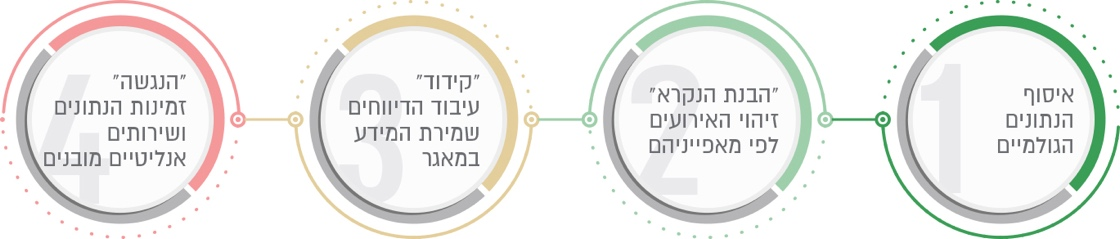 1
איסוף
הנתונים
הגולמיים
2
"הבנת הנקרא"
זיהוי האירועים
לפי מאפייניהם
3
"קידוד"
עיבוד הדיווחים
שמירת המידע
במאגר
4
"הנגשה"
זמינות הנתונים
ושירותים
אנליטיים מובנים